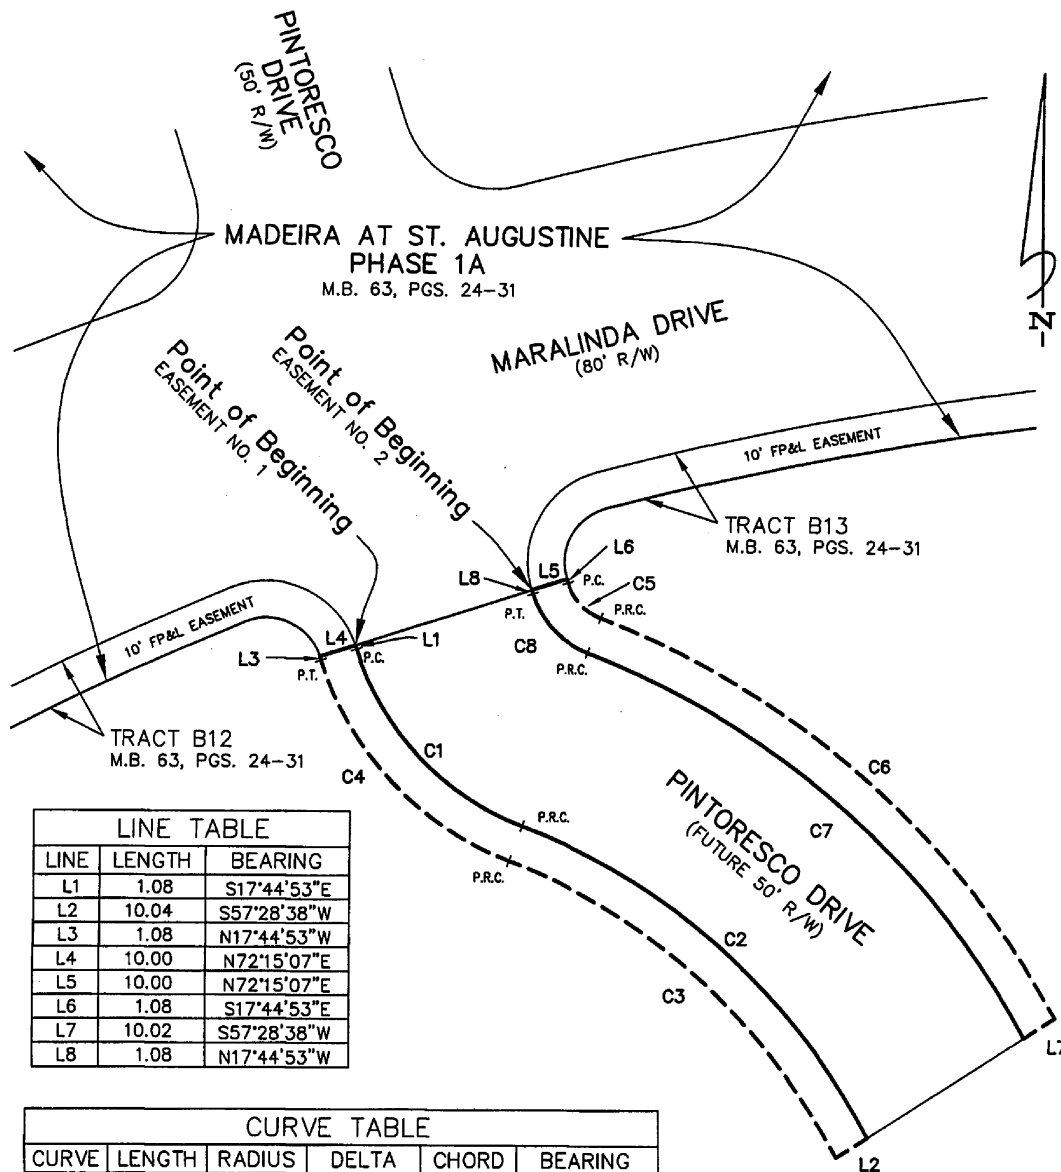 PINTORESCO
DRIVE
(50' R/W)
MADEIRA AT ST. AUGUSTINE
PHASE 1A
M.B. 63, PGS. 24-31
N
MARALINDA DRIVE
(80' R/W)
Point of Beginning
EASEMENT NO. 1
Point of Beginning
EASEMENT NO. 2
10' FP&L EASEMENT
TRACT B13
M.B. 63, PGS. 24-31
L6
L5
L8
P.C.
C5
P.T.
P.R.C.
10' FP&L EASEMENT
L4
L1
C8
L3
P.C.
P.R.C.
P.T.
TRACT B12
M.B. 63, PGS. 24-31
C1
C4
C6
P.R.C.
C7
PINTORESCO DRIVE
(FUTURE 50' R/W)
P.R.C.
C2
C3
L7
L2
LINE TABLE
LINE LENGTH BEARING
L1 1.08 S17°44'53"E
L2 10.04 S57°28'38"W
L3 1.08 N17°44'53"W
L4 10.00 N72°15'07"E
L5 10.00 N72°15'07"E
L6 1.08 S17°44'53"E
L7 10.02 S57°28'38"W
L8 1.08 N17°44'53"W
CURVE TABLE
CURVE LENGTH RADIUS DELTA CHORD BEARING